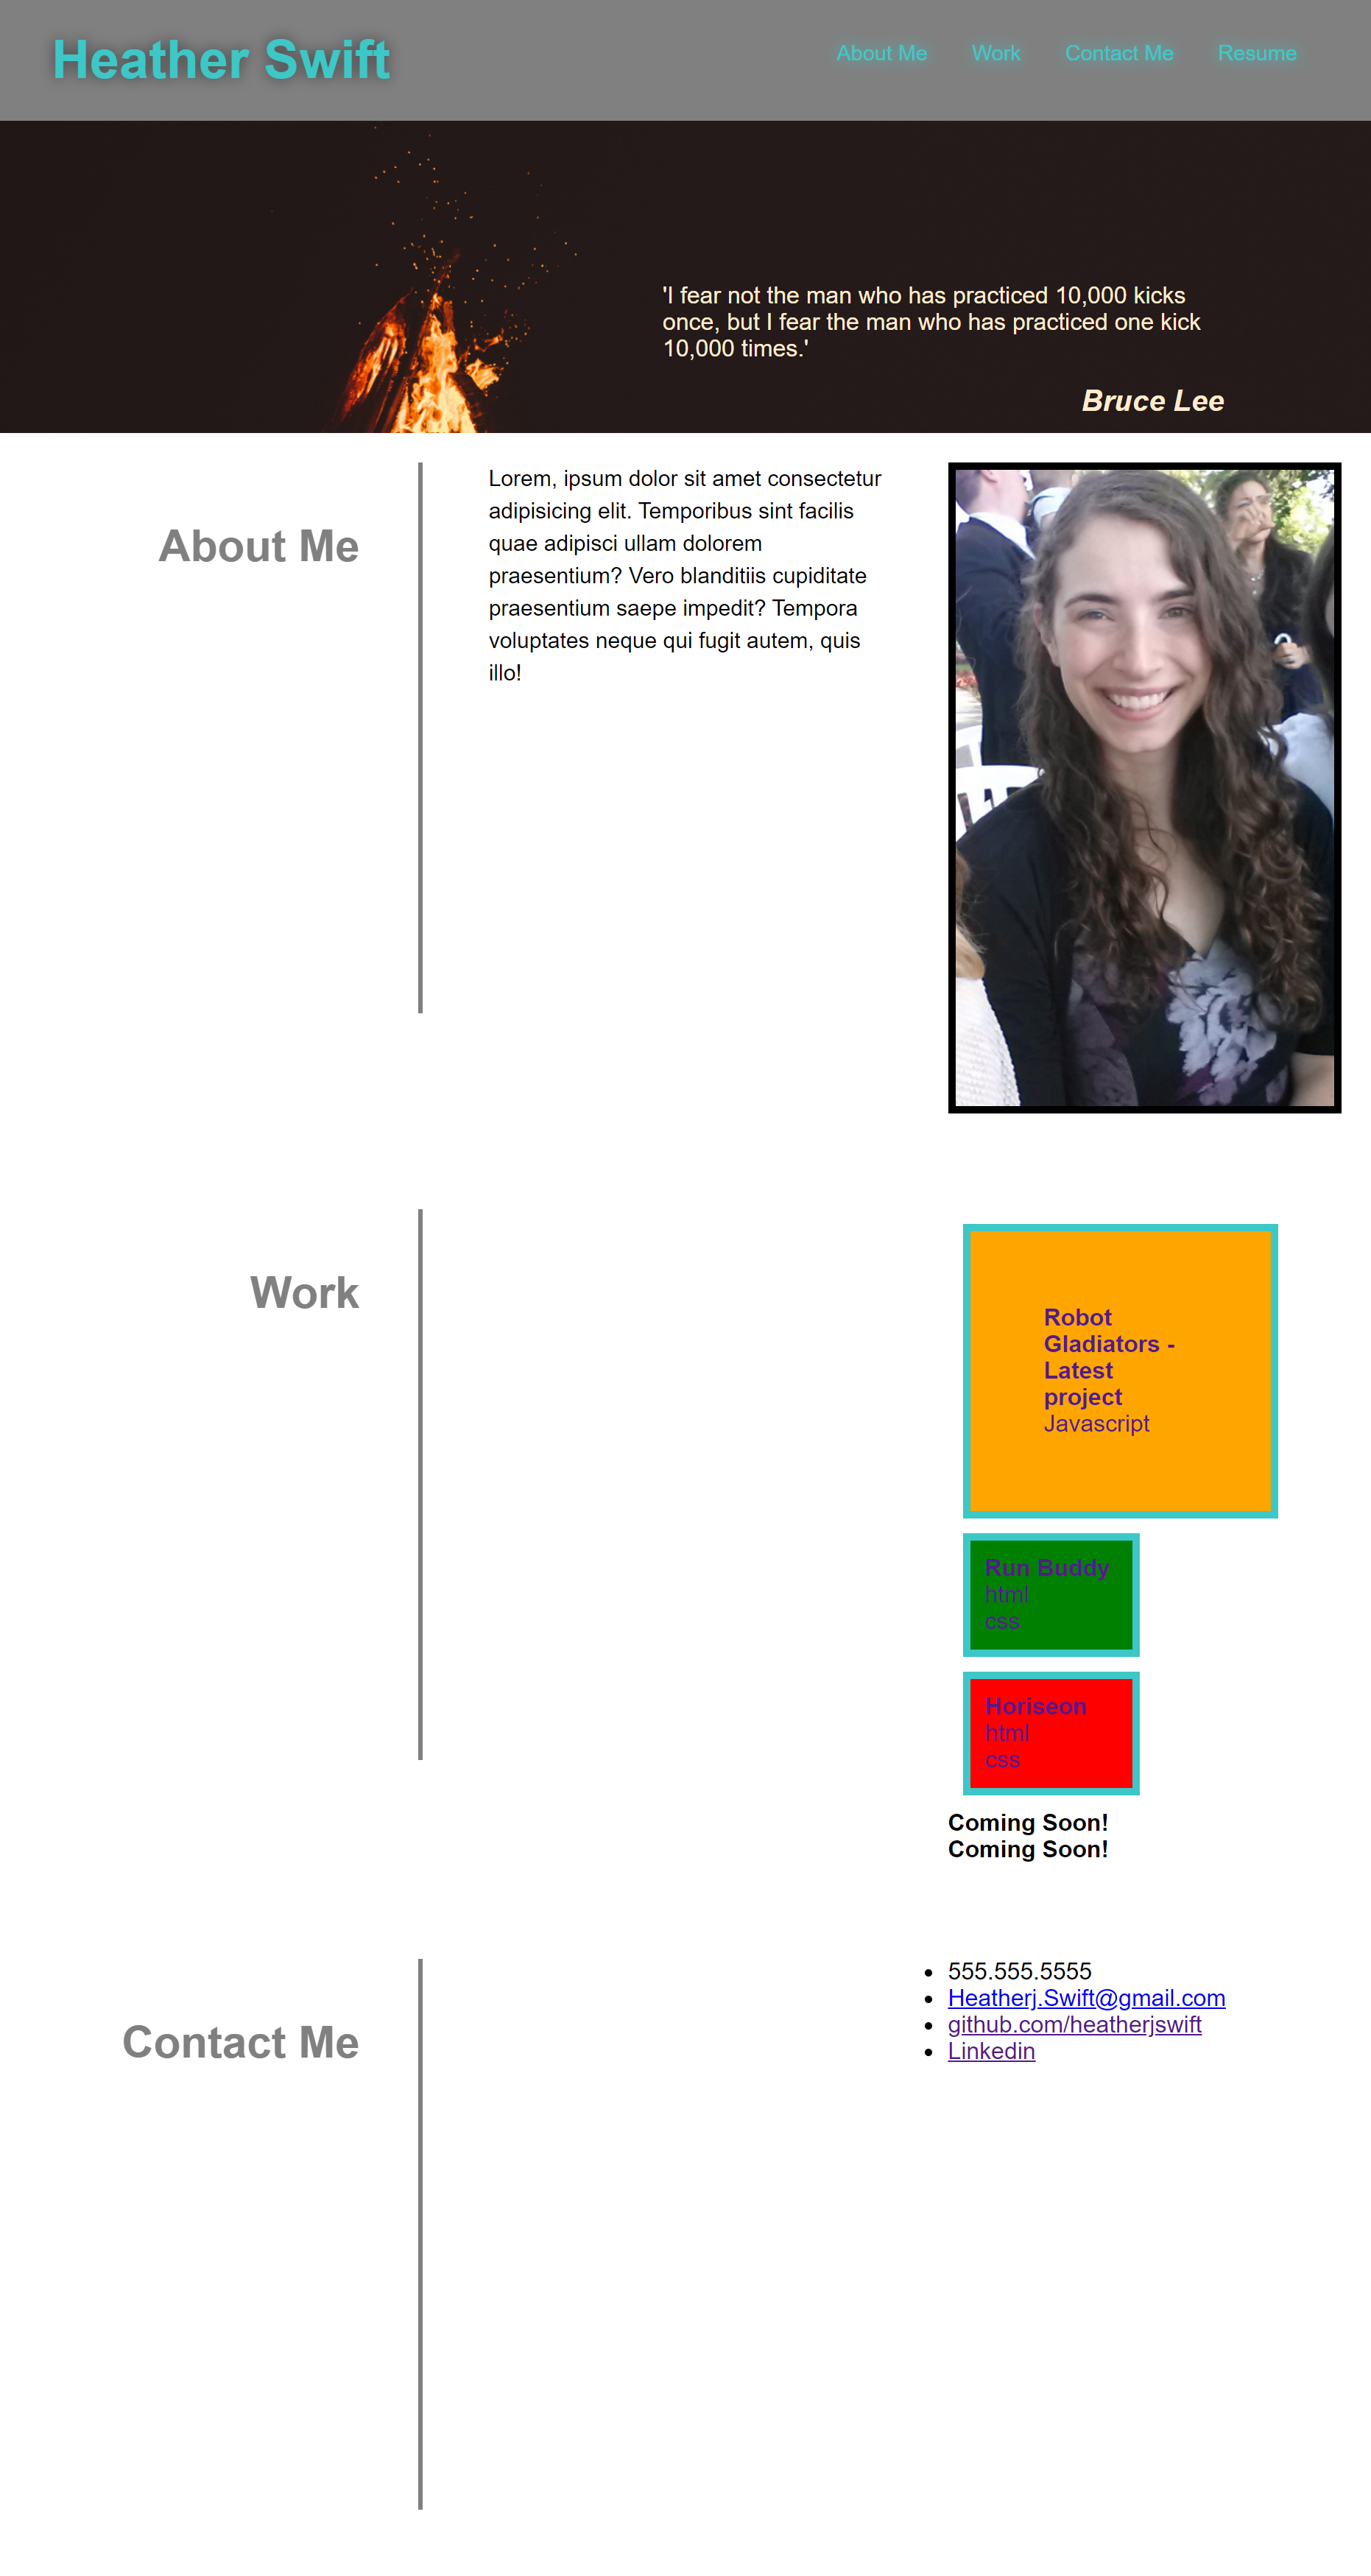 Heather Swift
About Me
Work
Contact Me
Resume
'I fear not the man who has practiced 10,000 kicks
once, but I fear the man who has practiced one kick
10,000 times.'
Bruce Lee
About Me
Lorem, ipsum dolor sit amet consectetur
adipisicing elit. Temporibus sint facilis
quae adipisci ullam dolorem
praesentium? Vero blanditiis cupiditate
praesentium saepe impedit? Tempora
voluptates neque qui fugit autem, quis
illo!
Work
Robot
Gladiators -
Latest
project
Javascript
Run Buddy
html
css
Horiseon
html
css
Coming Soon!
Coming Soon!
Contact Me
555.555.5555
Heatherj.Swift@gmail.com
github.com/heatherjswift
Linkedin